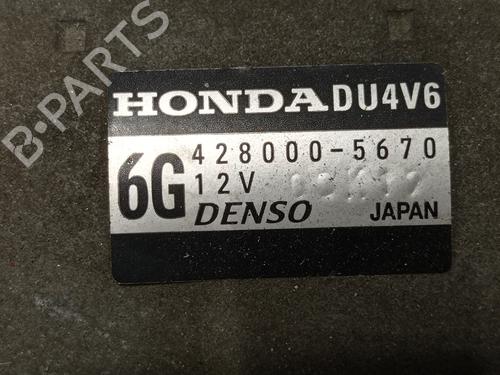 B-PARTS
HONDA DU4V6
6G 428000-5670
12V
DENSO JAPAN